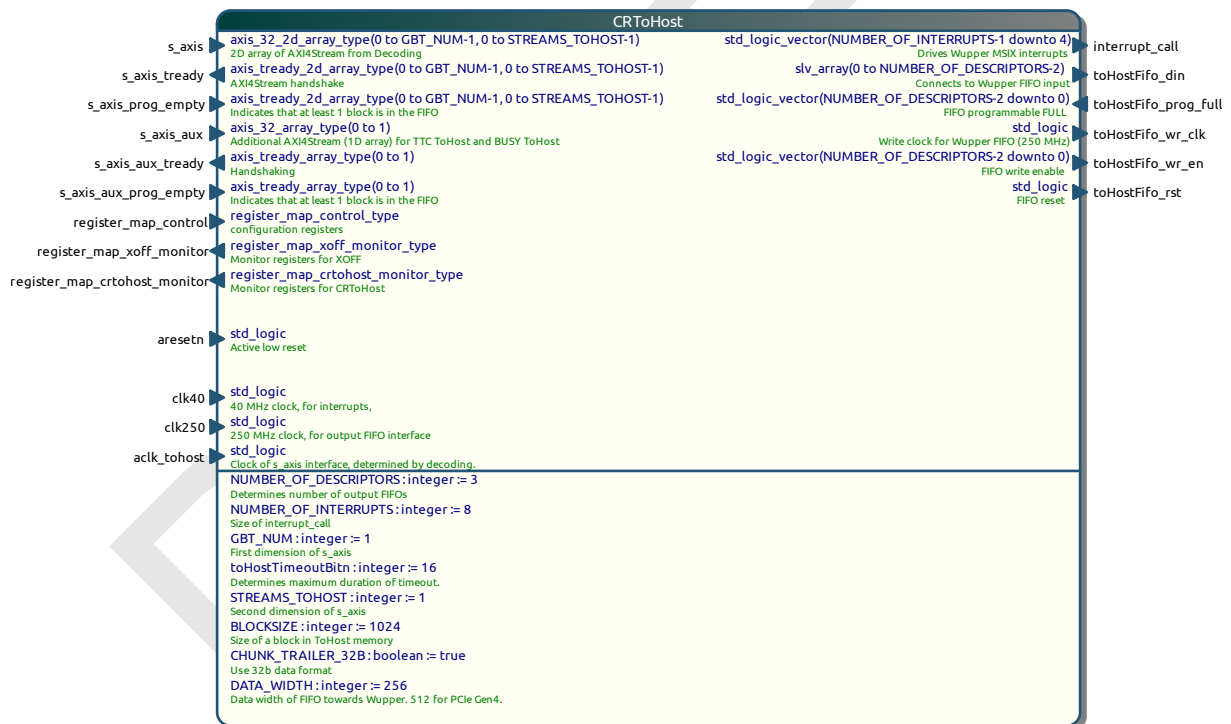 CRToHost
s_axis
axis_32_2d_array_type(0 to GBT_NUM-1, 0 to STREAMS_TOHOST-1)
2D array of AXI4Stream from Decoding
s_axis_tready
axis_tready_2d_array_type(0 to GBT_NUM-1, 0 to STREAMS_TOHOST-1)
AXI4Stream handshake
s_axis_prog_empty
axis_tready_2d_array_type(0 to GBT_NUM-1, 0 to STREAMS_TOHOST-1)
Indicates that at least 1 block is in the FIFO
s_axis_aux
axis_32_array_type(0 to 1)
Additional AXI4Stream (1D array) for TTC ToHost and BUSY ToHost
s_axis_aux_tready
axis_tready_array_type(0 to 1)
Handshaking
s_axis_aux_prog_empty
axis_tready_array_type(0 to 1)
Indicates that at least 1 block is in the FIFO
register_map_control
register_map_control_type
configuration registers
register_map_xoff_monitor
register_map_xoff_monitor_type
Monitor registers for XOFF
register_map_crtohost_monitor
register_map_crtohost_monitor_type
Monitor registers for CRToHost
aresetn
std_logic
Active low reset
clk40
std_logic
40 MHz clock, for interrupts,
clk250
std_logic
250 MHz clock, for output FIFO interface
aclk_tohost
std_logic
Clock of s_axis interface, determined by decoding.
std_logic_vector(NUMBER_OF_INTERRUPTS-1 downto 4)
Drives Wupper MSIX interrupts
interrupt_call
slv_array(0 to NUMBER_OF_DESCRIPTORS-2)
Connects to Wupper FIFO input
toHostFifo_din
std_logic_vector(NUMBER_OF_DESCRIPTORS-2 downto 0)
FIFO programmable FULL
toHostFifo_prog_full
std_logic
Write clock for Wupper FIFO (250 MHz)
toHostFifo_wr_clk
std_logic_vector(NUMBER_OF_DESCRIPTORS-2 downto 0)
FIFO write enable
toHostFifo_wr_en
std_logic
FIFO reset
toHostFifo_rst
NUMBER_OF_DESCRIPTORS : integer := 3
Determines number of output FIFOs
NUMBER_OF_INTERRUPTS : integer := 8
Size of interrupt_call
GBT_NUM : integer := 1
First dimension of s_axis
toHostTimeoutBitn : integer := 16
Determines maximum duration of timeout.
STREAMS_TOHOST : integer := 1
Second dimension of s_axis
BLOCKSIZE : integer := 1024
Size of a block in ToHost memory
CHUNK_TRAILER_32B : boolean := true
Use 32b data format
DATA_WIDTH : integer := 256
Data width of FIFO towards Wupper. 512 for PCIe Gen4.